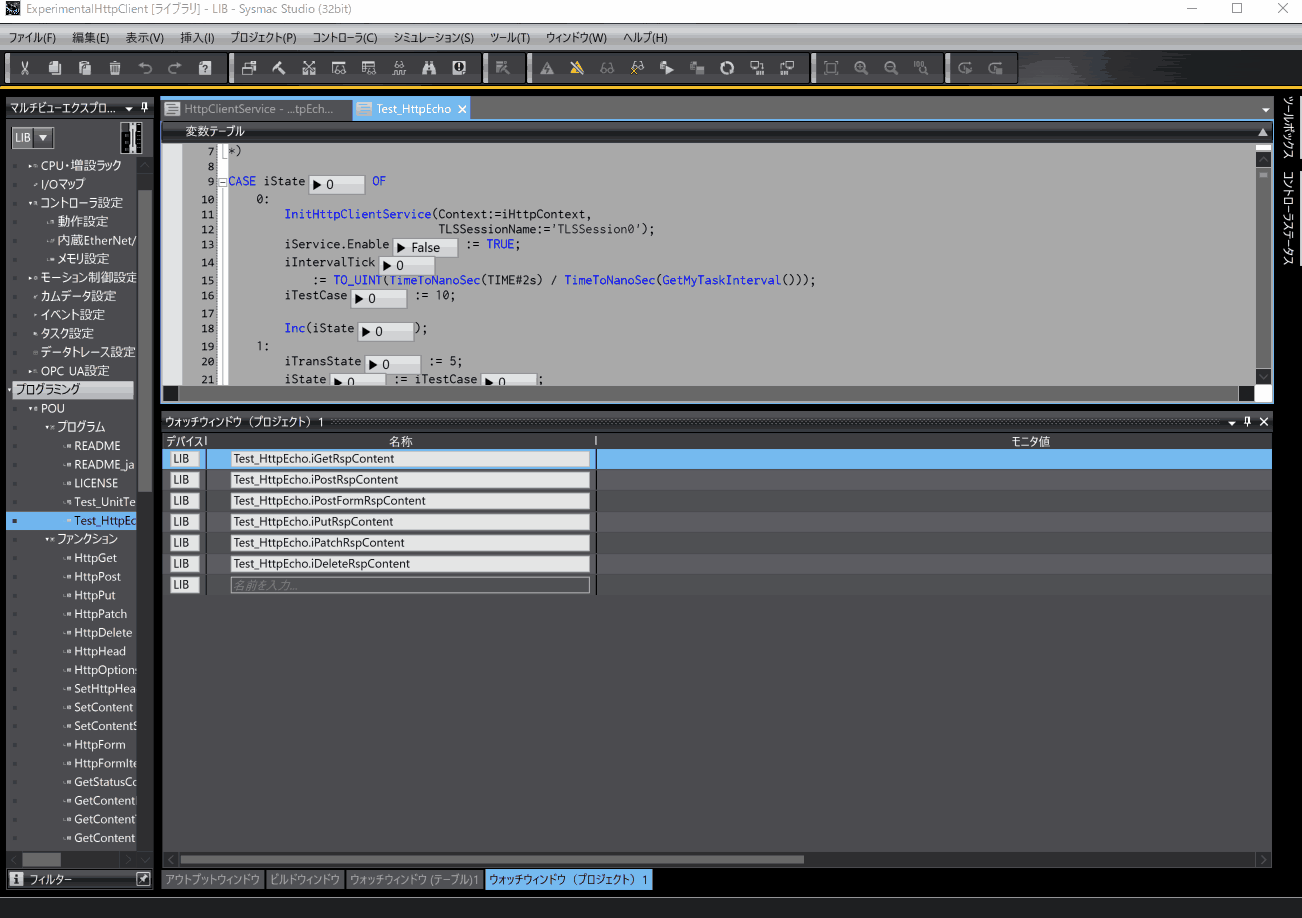 ExperimentalHttpClient [ライブラリ] - LIB - Sysmac Studio (32bit)
ファイル(F) 編集(E) 表示(V) 挿入(I) プロジェクト(P) コントローラ(C) シミュレーション(S) ツール(T) ウィンドウ(W) ヘルプ(H)
マルチビューエクスプロ...
LIB
CPU・増設ラック
I/Oマップ
コントローラ設定
動作設定
内蔵EtherNet/
メモリ設定
モーション制御設定
カムデータ設定
イベント設定
タスク設定
データトレース設定
OPC UA設定
プログラミング
POU
プログラム
README
README_ja
LICENSE
Test_UnitTe
Test_HttpEc
ファンクション
HttpGet
HttpPost
HttpPut
HttpPatch
HttpDelete
HttpHead
HttpOptions
SetHttpHea
SetContent
SetContentS
HttpForm
HttpFormIte
GetStatusCo
GetContent
GetContentT
GetContent
フィルター
HttpClientService - ...tpEch...
Test_HttpEcho
変数テーブル
7 *)
8
9 CASE iState 0 OF
10 0:
11 InitHttpClientService(Context:=iHttpContext,
12 TLSSessionName:='TLSSession0');
13 iService.Enable False := TRUE;
14 iIntervalTick 0
15 := TO_UINT(TimeToNanoSec(TIME#2s) / TimeToNanoSec(GetMyTaskInterval()));
16 iTestCase 0 := 10;
17
18 Inc(iState 0 );
19 1:
20 iTransState 0 := 5;
21 iState 0 := iTestCase 0 ;
ウォッチウィンドウ（プロジェクト）1
デバイス 名称 モニタ値
LIB Test_HttpEcho.iGetRspContent
LIB Test_HttpEcho.iPostRspContent
LIB Test_HttpEcho.iPostFormRspContent
LIB Test_HttpEcho.iPutRspContent
LIB Test_HttpEcho.iPatchRspContent
LIB Test_HttpEcho.iDeleteRspContent
LIB 名前を入力...
アウトプットウィンドウ ビルドウィンドウ ウォッチウィンドウ (テーブル)1 ウォッチウィンドウ（プロジェクト）1
ツールボックス
コントローラステータス